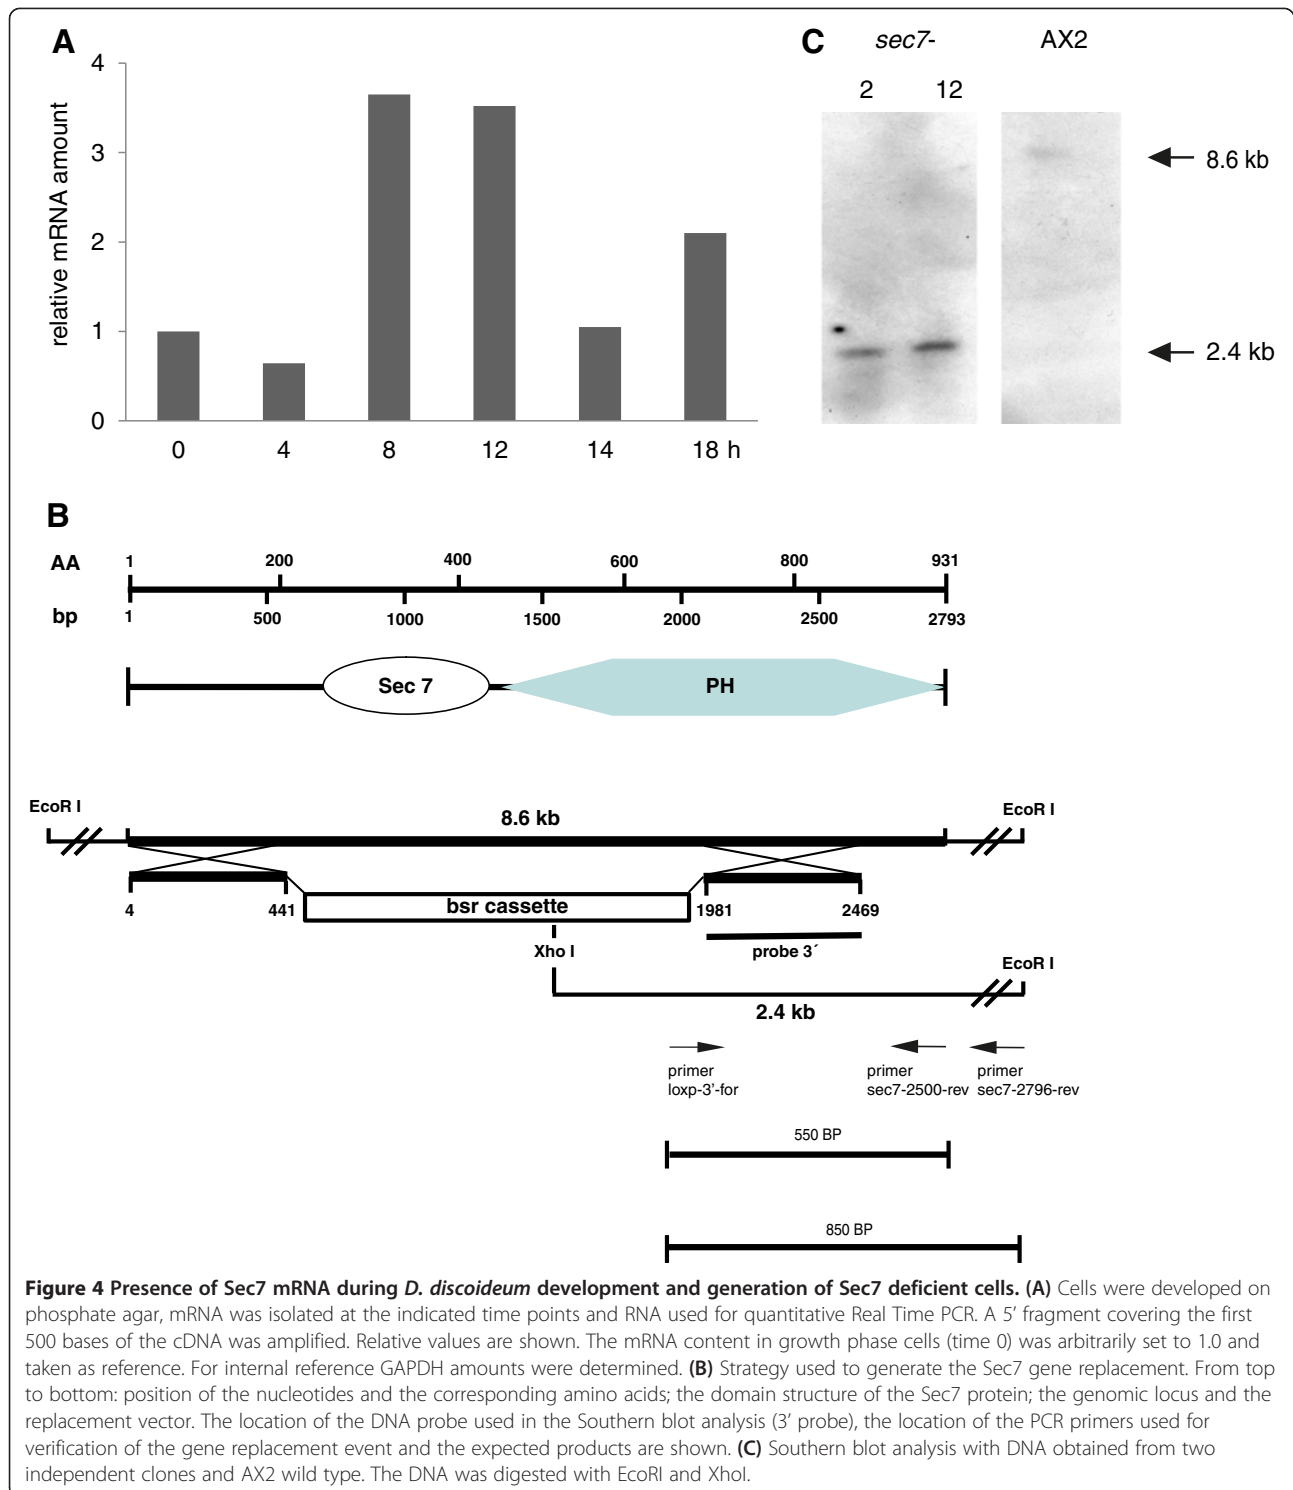 A
relative mRNA amount
4
3
2
1
0
0 4 8 12 14 18 h
C
sec7- AX2
2 12
8.6 kb
2.4 kb
B
AA 1 200 400 600 800 931
bp 1 500 1000 1500 2000 2500 2793
Sec 7 PH
EcoR I 8.6 kb EcoR I
4 441 bsr cassette 1981 2469
Xho I probe 3´
EcoR I
2.4 kb
primer loxp-3'-for
primer sec7-2500-rev
primer sec7-2796-rev
550 BP
850 BP
Figure 4 Presence of Sec7 mRNA during D. discoideum development and generation of Sec7 deficient cells. (A) Cells were developed on
phosphate agar, mRNA was isolated at the indicated time points and RNA used for quantitative Real Time PCR. A 5′ fragment covering the first
500 bases of the cDNA was amplified. Relative values are shown. The mRNA content in growth phase cells (time 0) was arbitrarily set to 1.0 and
taken as reference. For internal reference GAPDH amounts were determined. (B) Strategy used to generate the Sec7 gene replacement. From top
to bottom: position of the nucleotides and the corresponding amino acids; the domain structure of the Sec7 protein; the genomic locus and the
replacement vector. The location of the DNA probe used in the Southern blot analysis (3′ probe), the location of the PCR primers used for
verification of the gene replacement event and the expected products are shown. (C) Southern blot analysis with DNA obtained from two
independent clones and AX2 wild type. The DNA was digested with EcoRI and XhoI.